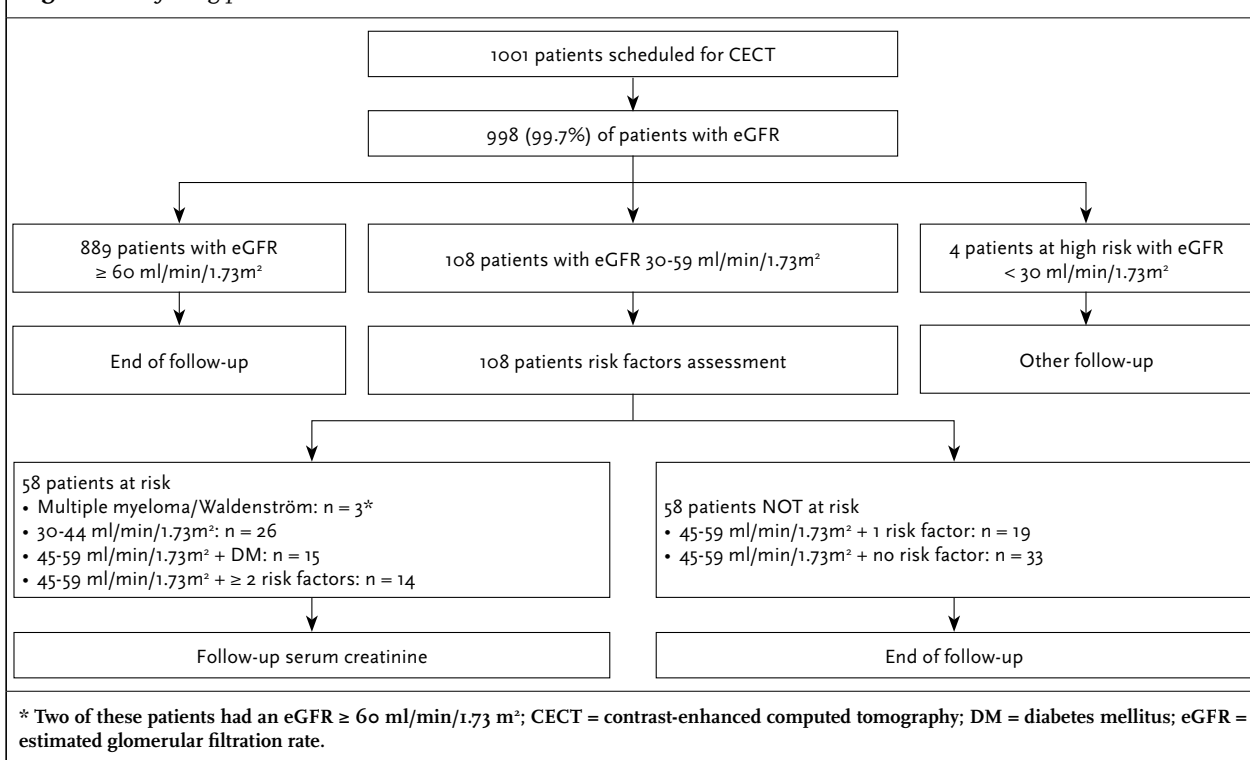 1001 patients scheduled for CECT
998 (99.7%) of patients with eGFR
889 patients with eGFR
≥ 60 ml/min/1.73m²
108 patients with eGFR 30-59 ml/min/1.73m²
4 patients at high risk with eGFR
< 30 ml/min/1.73m²
End of follow-up
108 patients risk factors assessment
Other follow-up
58 patients at risk
• Multiple myeloma/Waldenström: n = 3*
• 30-44 ml/min/1.73m²: n = 26
• 45-59 ml/min/1.73m² + DM: n = 15
• 45-59 ml/min/1.73m² + ≥ 2 risk factors: n = 14
58 patients NOT at risk
• 45-59 ml/min/1.73m² + 1 risk factor: n = 19
• 45-59 ml/min/1.73m² + no risk factor: n = 33
Follow-up serum creatinine
End of follow-up
* Two of these patients had an eGFR ≥ 60 ml/min/1.73 m²; CECT = contrast-enhanced computed tomography; DM = diabetes mellitus; eGFR =
estimated glomerular filtration rate.